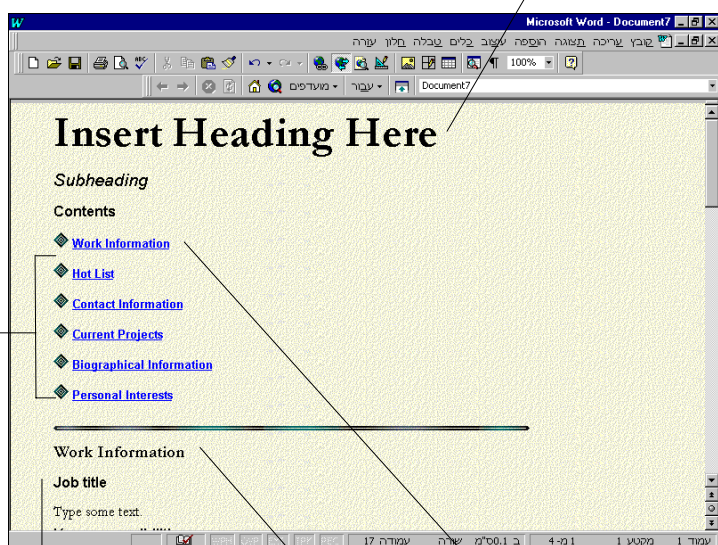 Microsoft Word - Document7
קובץ עריכה תצוגה הוספה עיצוב כלים טבלה חלון עזרה
100%
מועדפים עבור Document7
Insert Heading Here
Subheading
Contents
Work Information
Hot List
Contact Information
Current Projects
Biographical Information
Personal Interests
Work Information
Job title
Type some text.
עמוד 1 מקטע 1 1 מ- 4 ב 0.1ס"מ שורה עמודה 17